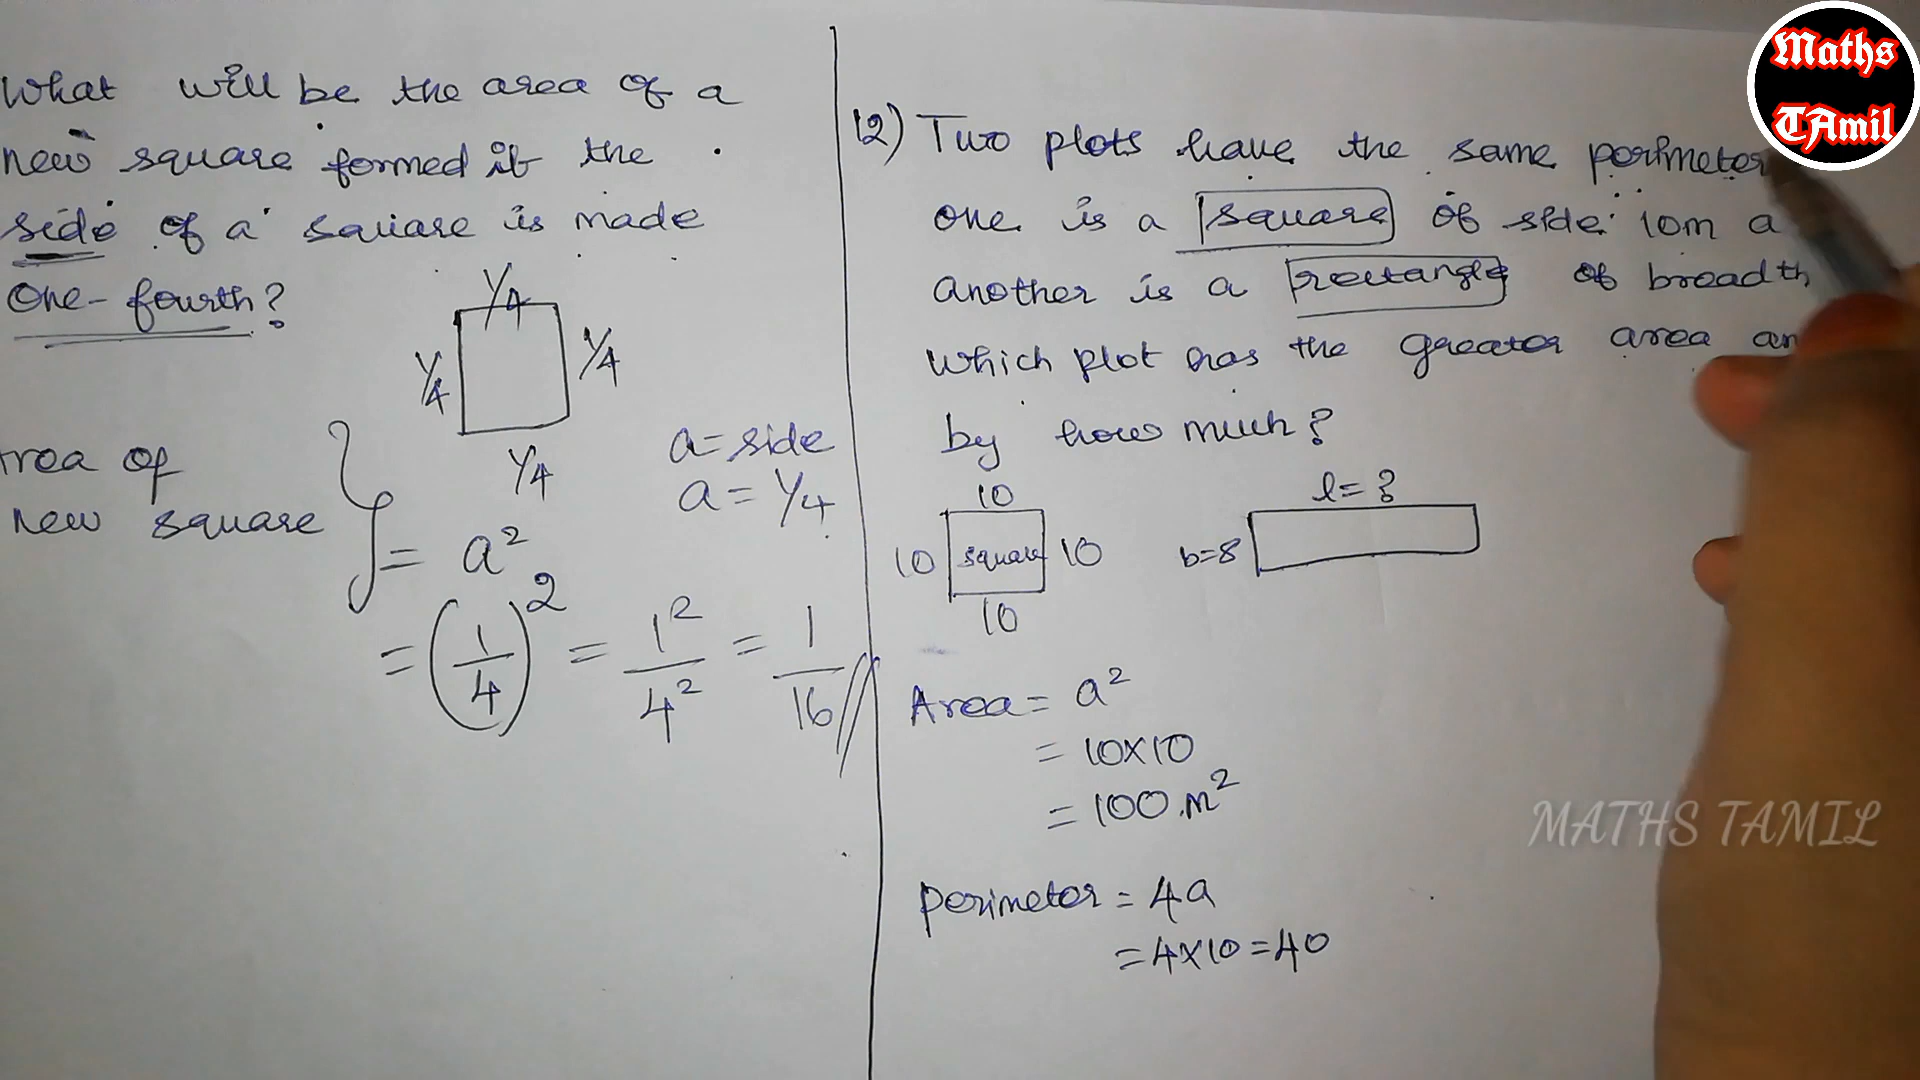 What will be the area of a
new square formed if the
side of a square is made
One-fourth?
1/4
1/4
1/4
1/4
a = side
a = 1/4
Area of
new square
= a²
= (1/4)² = 1²/4² = 1/16
12) Two plots have the same perimeter
one is a square of side 10m a
another is a rectangle of breadth
which plot has the greater area an
by how much?
10
10 square 10
10
l = ?
b=8
Area = a²
= 10×10
= 100 m²
perimeter = 4a
= 4×10 = 40
Maths
TAmil
MATHS TAMIL